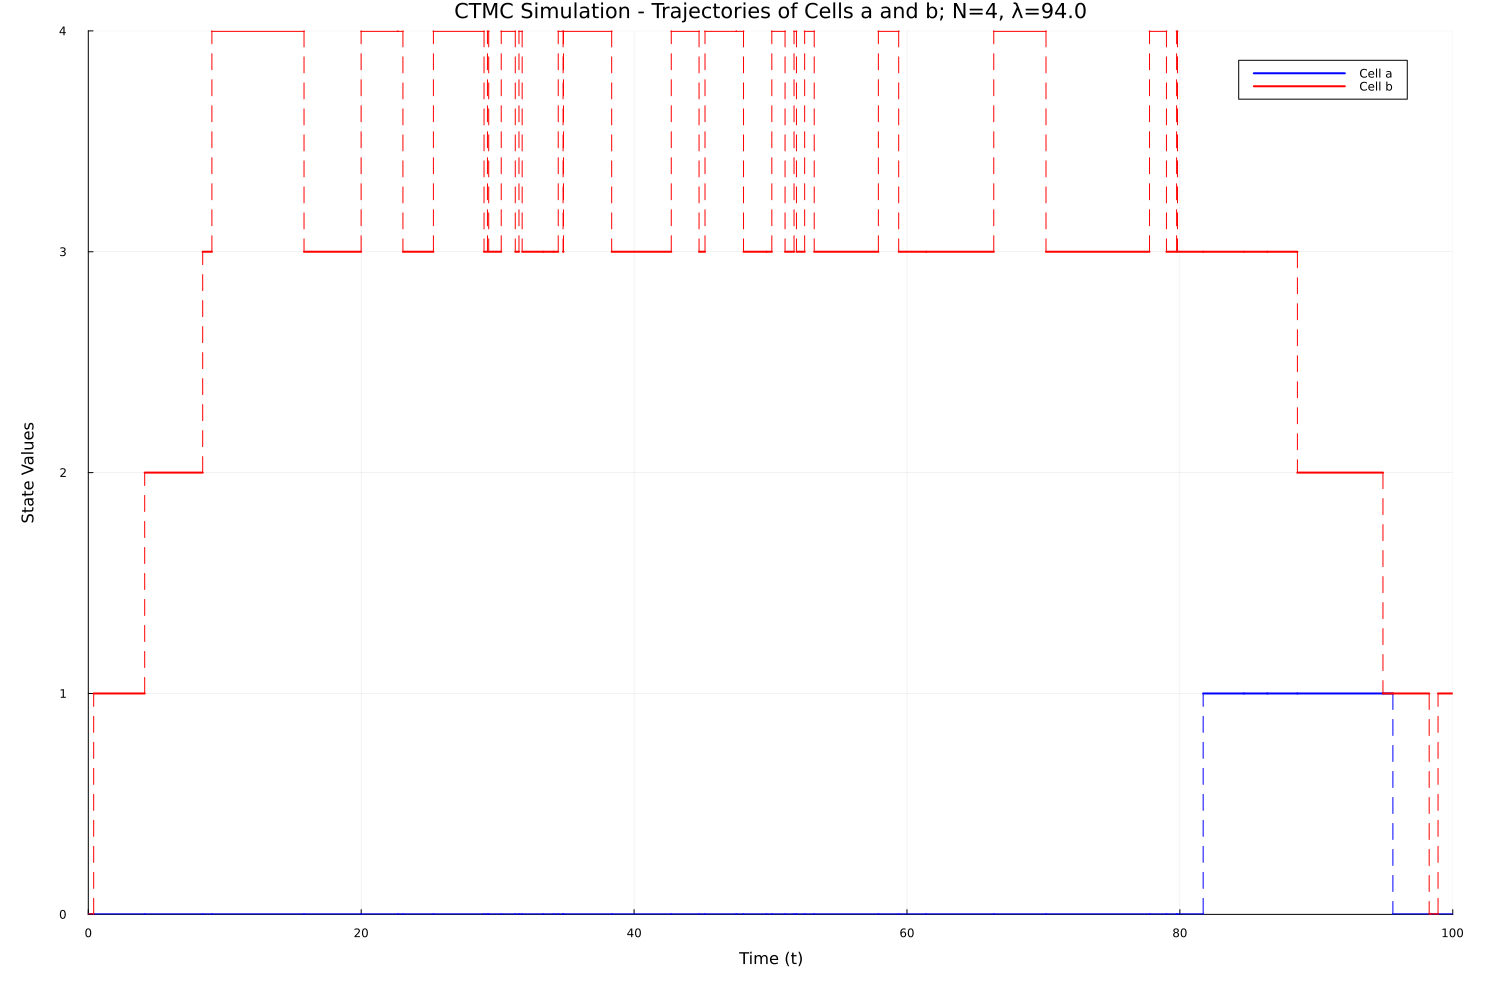 CTMC Simulation - Trajectories of Cells a and b; N=4, λ=94.0
4
Cell a
Cell b
3
State Values
2
1
0
0 20 40 60 80 100
Time (t)